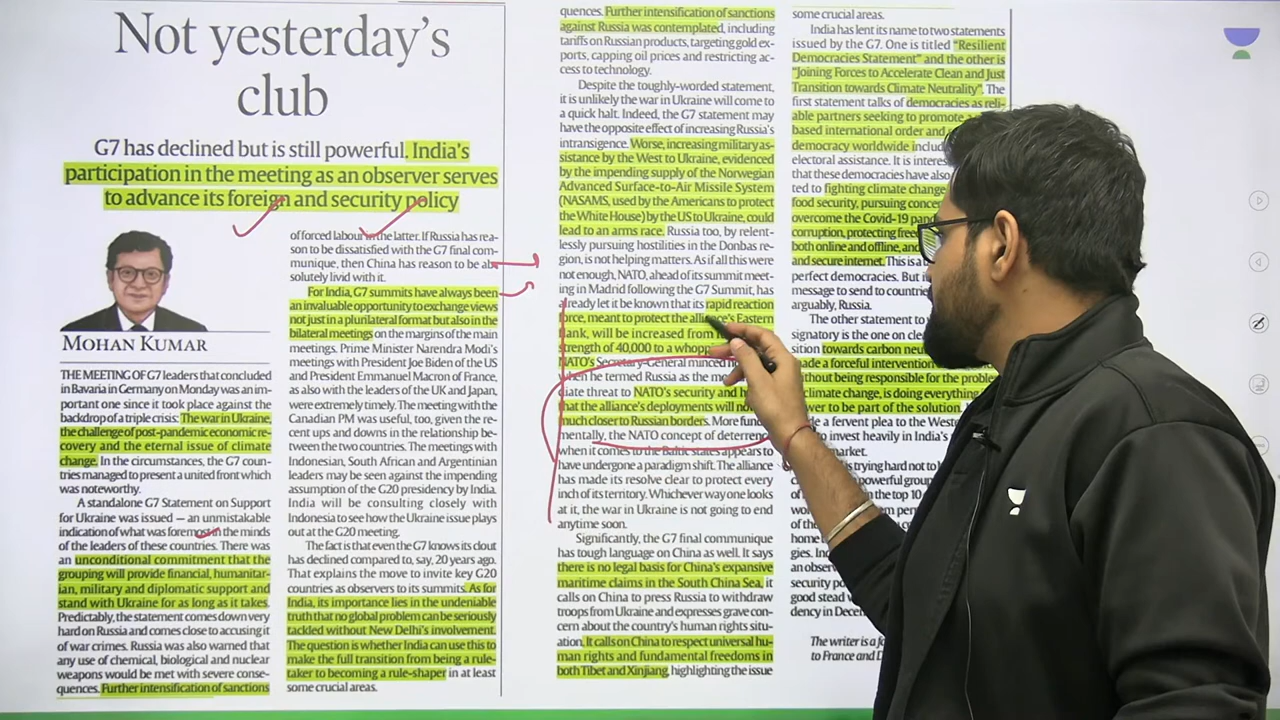 Not yesterday's
club
G7 has declined but is still powerful. India's
participation in the meeting as an observer serves
to advance its foreign and security policy
MOHAN KUMAR
THE MEETING OF G7 leaders that concluded
in Bavaria in Germany on Monday was an im-
portant one since it took place against the
backdrop of a triple crisis: The war in Ukraine,
the challenge of post-pandemic economic re-
covery and the eternal issue of climate
change. In the circumstances, the G7 coun-
tries managed to present a united front which
was noteworthy.
A standalone G7 Statement on Support
for Ukraine was issued — an unmistakable
indication of what was foremost in the minds
of the leaders of these countries. There was
an unconditional commitment that the
grouping will provide financial, humanitar-
ian, military and diplomatic support and
stand with Ukraine for as long as it takes.
Predictably, the statement comes down very
hard on Russia and comes close to accusing it
of war crimes. Russia was also warned that
any use of chemical, biological and nuclear
weapons would be met with severe conse-
quences. Further intensification of sanctions
of forced labour in the latter. If Russia has rea-
son to be dissatisfied with the G7 final com-
munique, then China has reason to be ab-
solutely livid with it.
For India, G7 summits have always been
an invaluable opportunity to exchange views
not just in a plurilateral format but also in the
bilateral meetings on the margins of the main
meetings. Prime Minister Narendra Modi's
meetings with President Joe Biden of the US
and President Emmanuel Macron of France,
as also with the leaders of the UK and Japan,
were extremely timely. The meeting with the
Canadian PM was useful, too, given the re-
cent ups and downs in the relationship be-
tween the two countries. The meetings with
Indonesian, South African and Argentinian
leaders may be seen against the impending
assumption of the G20 presidency by India.
India will be consulting closely with
Indonesia to see how the Ukraine issue plays
out at the G20 meeting.
The fact is that even the G7 knows its clout
has declined compared to, say, 20 years ago.
That explains the move to invite key G20
countries as observers to its summits. As for
India, its importance lies in the undeniable
truth that no global problem can be seriously
tackled without New Delhi's involvement.
The question is whether India can use this to
make the full transition from being a rule-
taker to becoming a rule-shaper in at least
some crucial areas.
quences. Further intensification of sanctions
against Russia was contemplated, including
tariffs on Russian products, targeting gold ex-
ports, capping oil prices and restricting ac-
cess to technology.
Despite the toughly-worded statement,
it is unlikely the war in Ukraine will come to
a quick halt. Indeed, the G7 statement may
have the opposite effect of increasing Russia's
intransigence. Worse, increasing military as-
sistance by the West to Ukraine, evidenced
by the impending supply of the Norwegian
Advanced Surface-to-Air Missile System
(NASAMS, used by the Americans to protect
the White House) by the US to Ukraine, could
lead to an arms race. Russia too, by relent-
lessly pursuing hostilities in the Donbas re-
gion, is not helping matters. As if all this were
not enough, NATO, ahead of its summit meet-
ing in Madrid following the G7 Summit, has
already let it be known that its rapid reaction
force, meant to protect the alliance's Eastern
flank, will be increased from
strength of 40,000 to a
NATO's Secretary-General minced
when he termed Russia as the
threat to NATO's security and
that the alliance's deployments will
much closer to Russian borders. More
mentally, the NATO concept of deterrence
when it comes to the Baltic states appears to
have undergone a paradigm shift. The alliance
has made its resolve clear to protect every
inch of its territory. Whichever way one looks
at it, the war in Ukraine is not going to end
anytime soon.
Significantly, the G7 final communique
has tough language on China as well. It says
there is no legal basis for China's expansive
maritime claims in the South China Sea, it
calls on China to press Russia to withdraw
troops from Ukraine and expresses grave con-
cern about the country's human rights situ-
ation. It calls on China to respect universal hu-
man rights and fundamental freedoms in
both Tibet and Xinjiang, highlighting the issue
some crucial areas.
India has lent its name to two statements
issued by the G7. One is titled "Resilient
Democracies Statement" and the other is
"Joining Forces to Accelerate Clean and Just
Transition towards Climate Neutrality". The
first statement talks of democracies as reli-
able partners seeking to promote
based international order and
democracy worldwide
electoral assistance. It is
that these democracies have also
ted to fighting climate change
food security, pursuing
overcome the Covid-19
corruption, protecting
both online and offline, and
and secure internet. This is a
perfect democracies. But
message to send to
arguably, Russia.
The other statement to
signatory is the one on
sition towards carbon
made a forceful intervention
without being responsible for the
climate change, is doing everything
to be part of the solution.
a fervent plea to the West
to invest heavily in India's
market.
is trying hard not to
powerful group
the top 10
of the
home
gies.
an
security
good stead
dency in
The writer is a
to France and